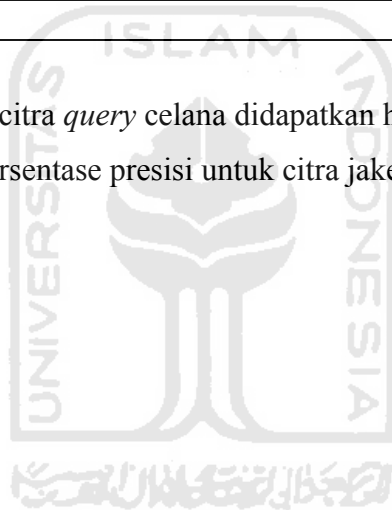 ISLAM
citra query celana didapatkan h
rsentase presisi untuk citra jake
UNIVERSITAS
INDONESIA